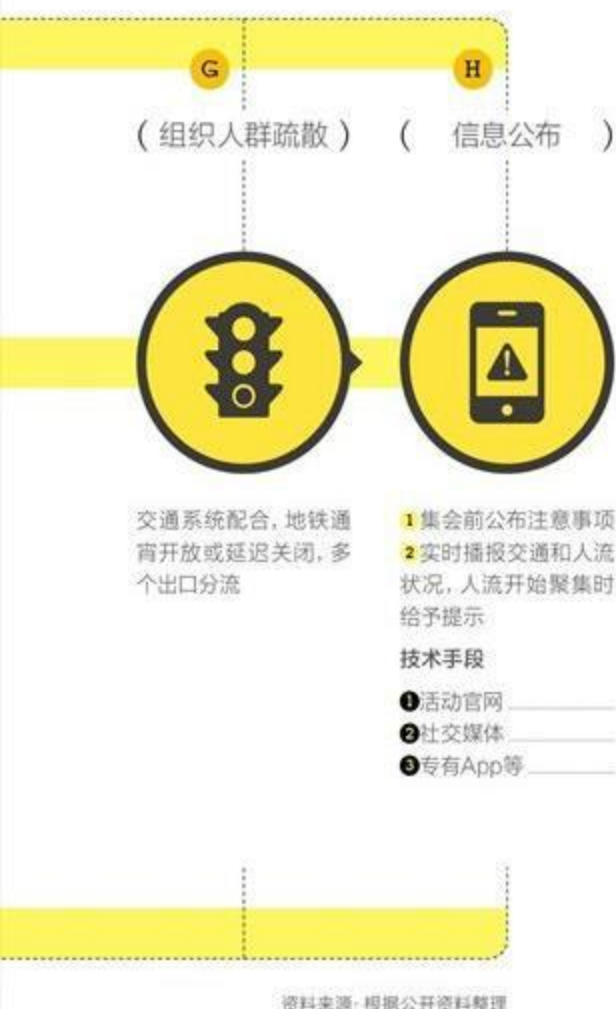 G
H
(组织人群疏散)
( 信息公布 )
交通系统配合,地铁通
宵开放或延迟关闭,多
个出口分流
1 集会前公布注意事项
2 实时播报交通和人流
状况,人流开始聚集时
给予提示
技术手段
❶活动官网
❷社交媒体
❸专有App等
资料来源:根据公开资料整理